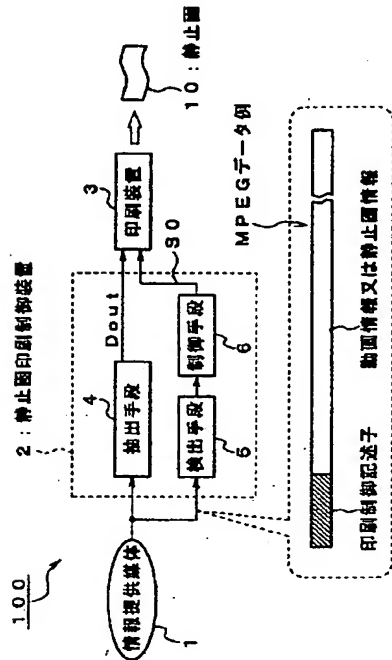 100
2：静止画印刷制御装置
情報提供媒体
1
4
抽出手段
Dout
5
検出手段
6
制御手段
S0
3
印刷装置
10：静止画
MPEGデータ例
印刷制御記述子
動画情報又は静止画情報